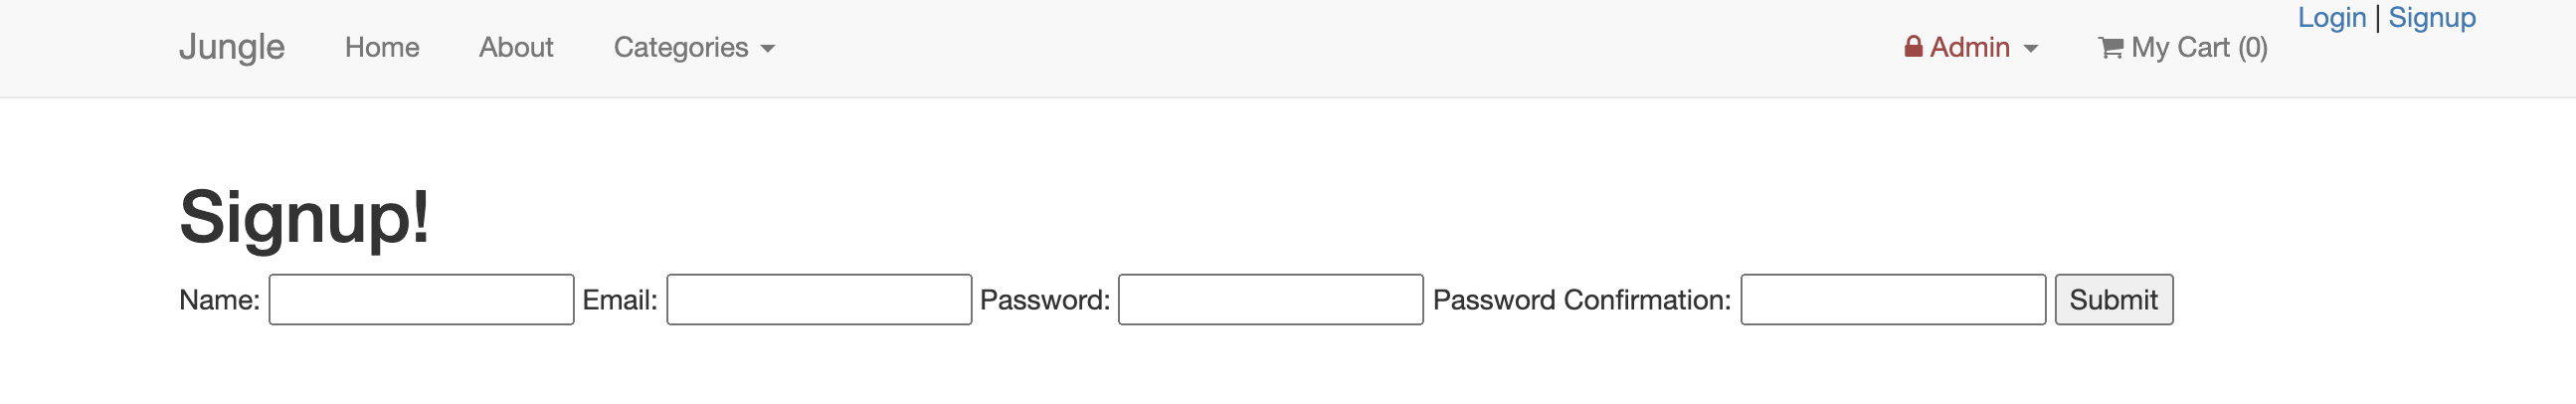 Login | Signup
Jungle Home About Categories Admin My Cart (0)
Signup!
Name: Email: Password: Password Confirmation: Submit